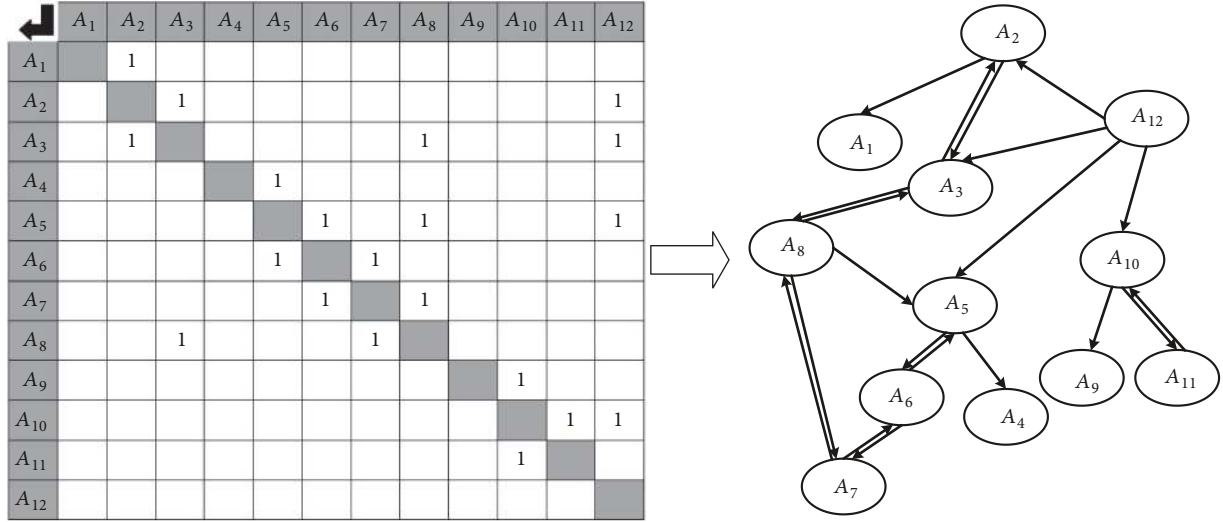 A₁ A₂ A₃ A₄ A₅ A₆ A₇ A₈ A₉ A₁₀ A₁₁ A₁₂
A₁ 1
A₂ 1 1
A₃ 1 1 1
A₄ 1
A₅ 1 1 1
A₆ 1 1
A₇ 1 1
A₈ 1 1
A₉ 1
A₁₀ 1 1
A₁₁ 1
A₁₂
A₂
A₁₂
A₁
A₃
A₈
A₁₀
A₅
A₉
A₁₁
A₆
A₄
A₇